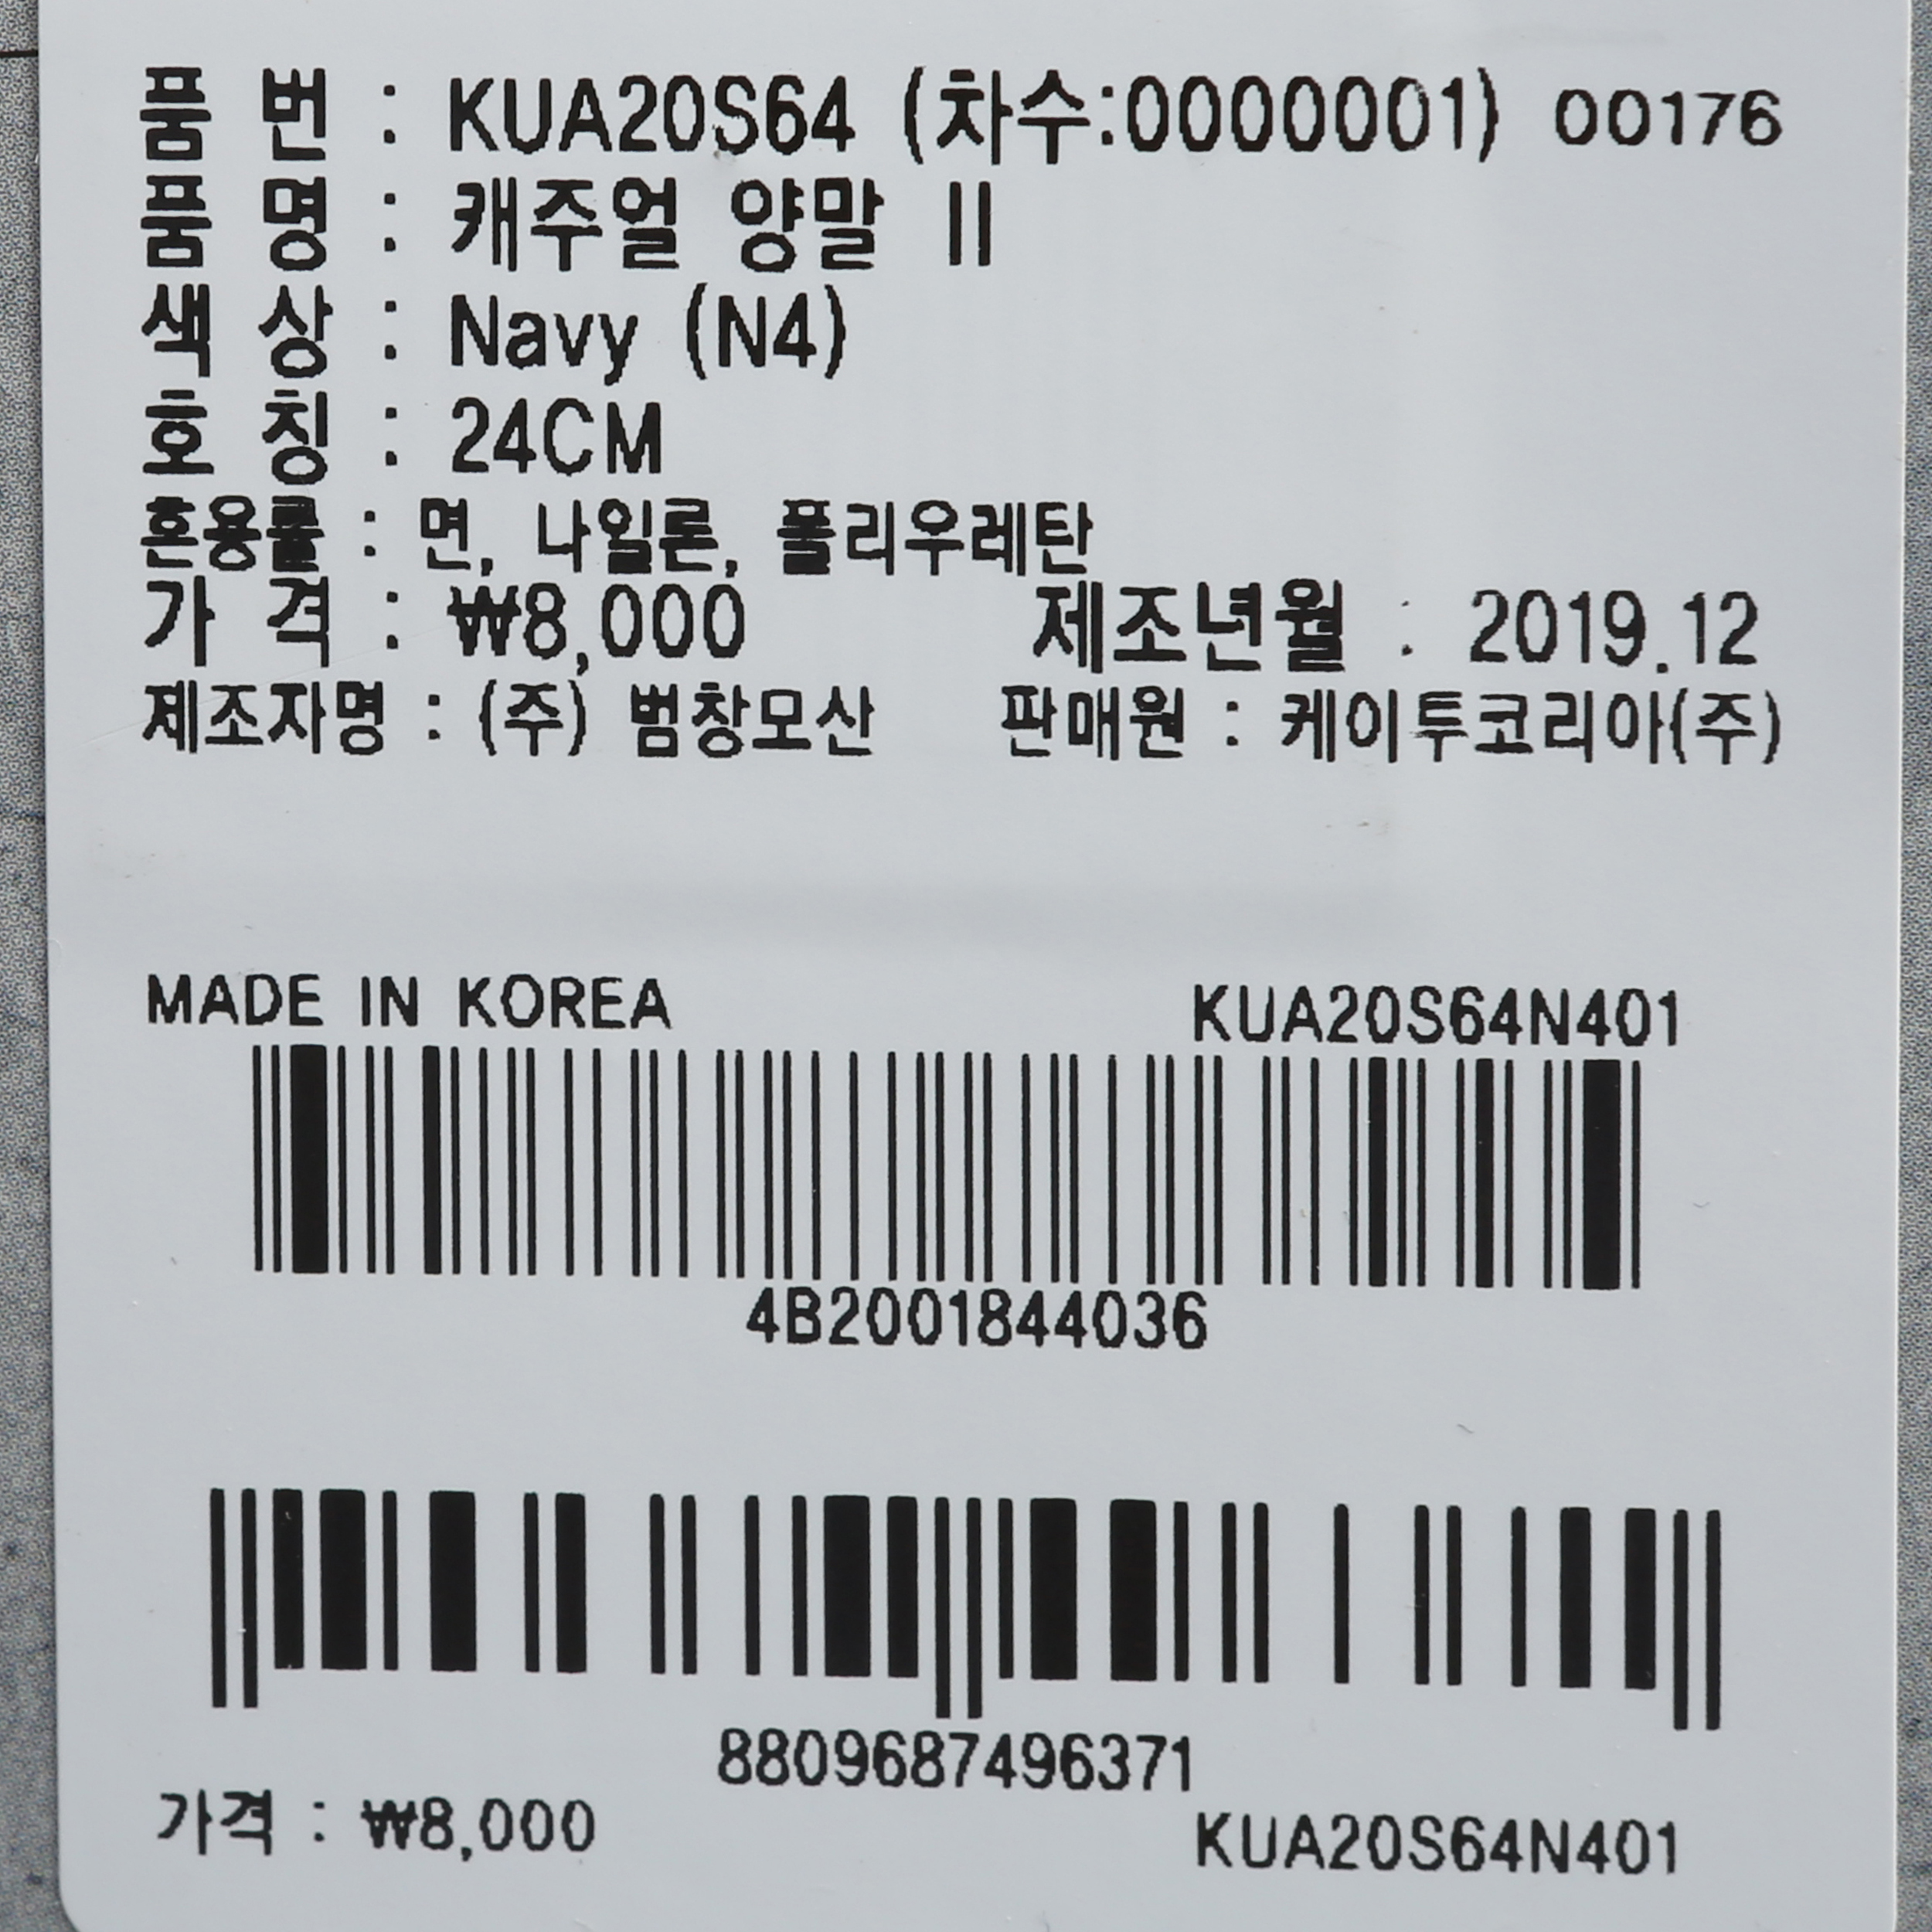 품 번 : KUA20S64 (차수:0000001) 00176
품 명 : 캐주얼 양말 II
색 상 : Navy (N4)
호 칭 : 24CM
혼용률 : 면, 나일론, 폴리우레탄
가 격 : ₩8,000 제조년월 : 2019.12
제조자명 : (주) 범창모산 판매원 : 케이투코리아(주)
MADE IN KOREA KUA20S64N401
4B2001844036
8809687496371
가격 : ₩8,000 KUA20S64N401